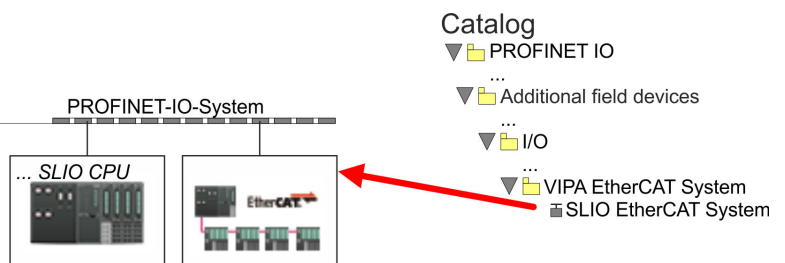 Catalog
PROFINET IO
...
Additional field devices
...
I/O
...
VIPA EtherCAT System
SLIO EtherCAT System
PROFINET-IO-System
... SLIO CPU
EtherCAT